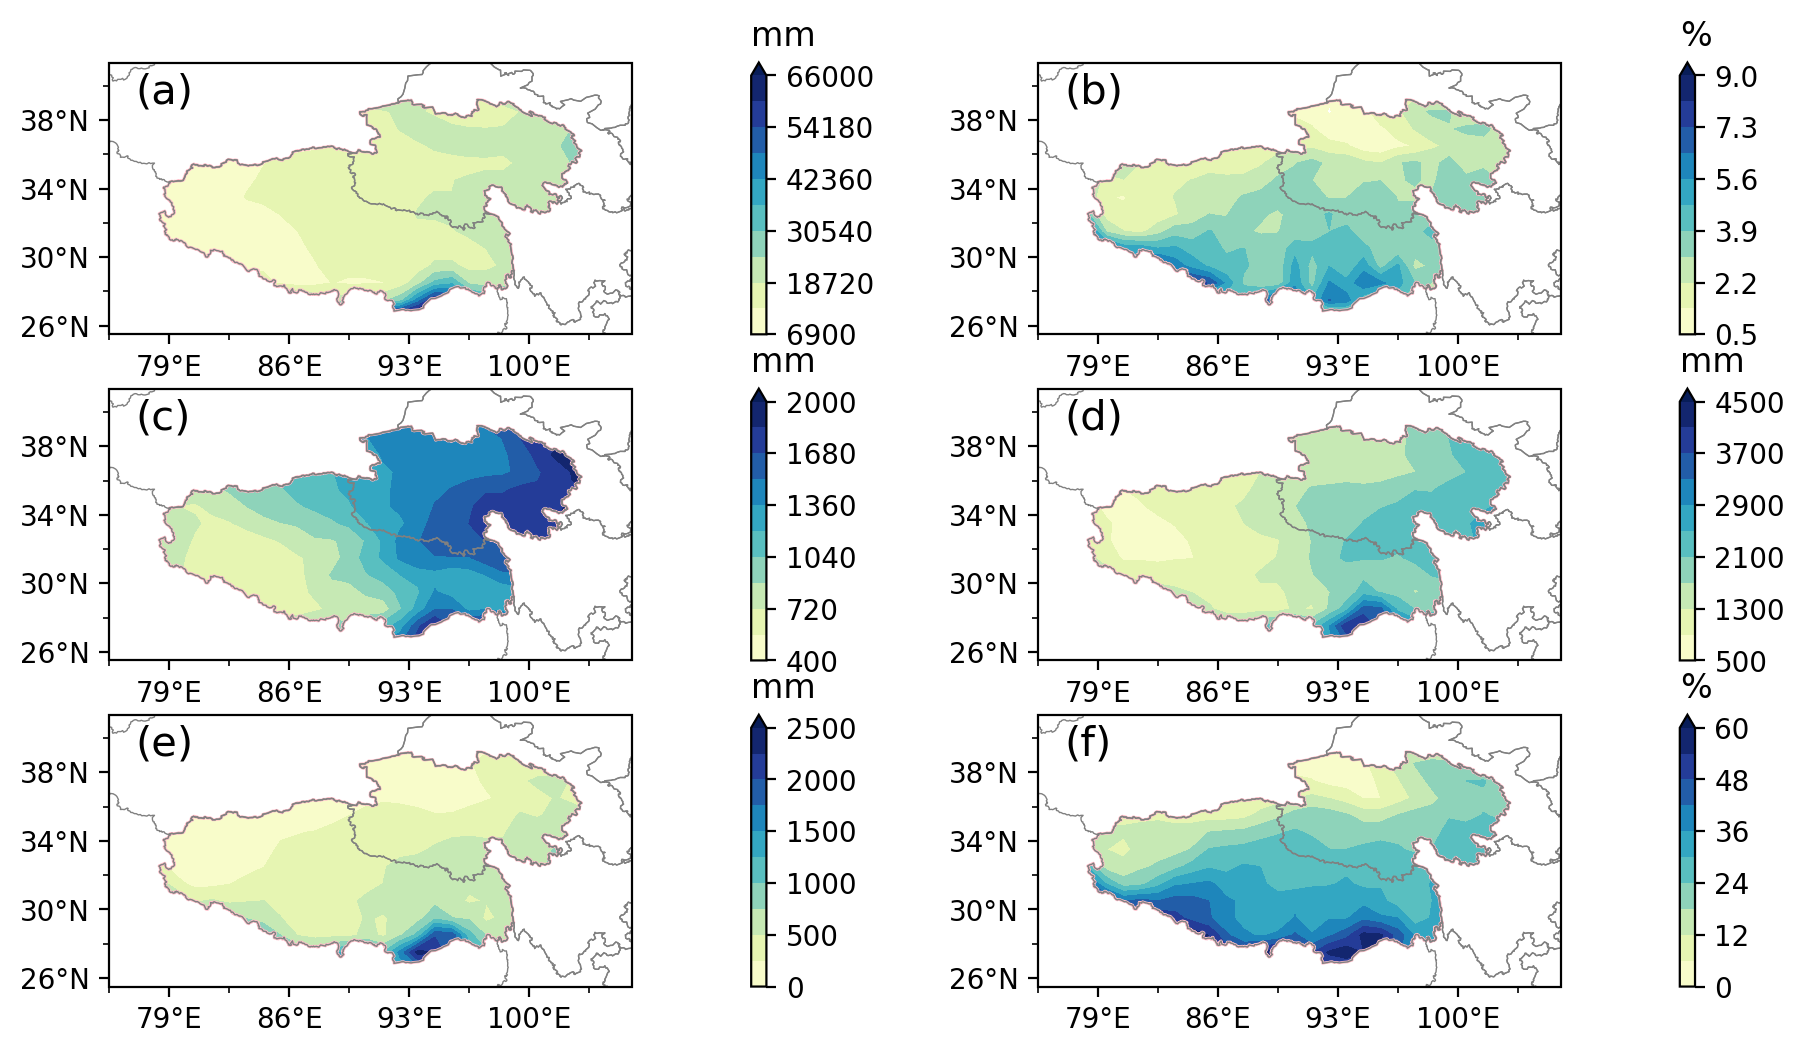 mm
(a)
38°N
34°N
30°N
26°N
79°E 86°E 93°E 100°E
66000
54180
42360
30540
18720
6900
%
(b)
38°N
34°N
30°N
26°N
79°E 86°E 93°E 100°E
9.0
7.3
5.6
3.9
2.2
0.5
mm
(c)
38°N
34°N
30°N
26°N
79°E 86°E 93°E 100°E
2000
1680
1360
1040
720
400
mm
(d)
38°N
34°N
30°N
26°N
79°E 86°E 93°E 100°E
4500
3700
2900
2100
1300
500
mm
(e)
38°N
34°N
30°N
26°N
79°E 86°E 93°E 100°E
2500
2000
1500
1000
500
0
%
(f)
38°N
34°N
30°N
26°N
79°E 86°E 93°E 100°E
60
48
36
24
12
0